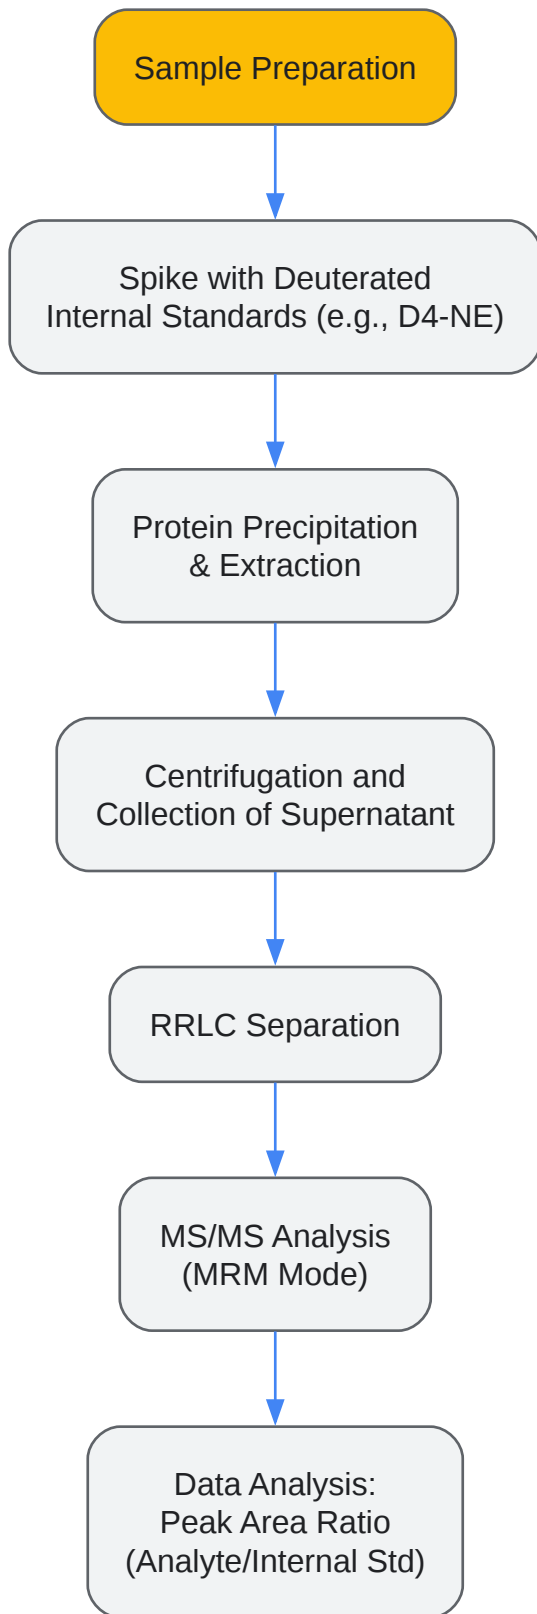 Sample Preparation
Spike with Deuterated
Internal Standards (e.g., D4-NE)
Protein Precipitation
& Extraction
Centrifugation and
Collection of Supernatant
RRLC Separation
MS/MS Analysis
(MRM Mode)
Data Analysis:
Peak Area Ratio
(Analyte/Internal Std)